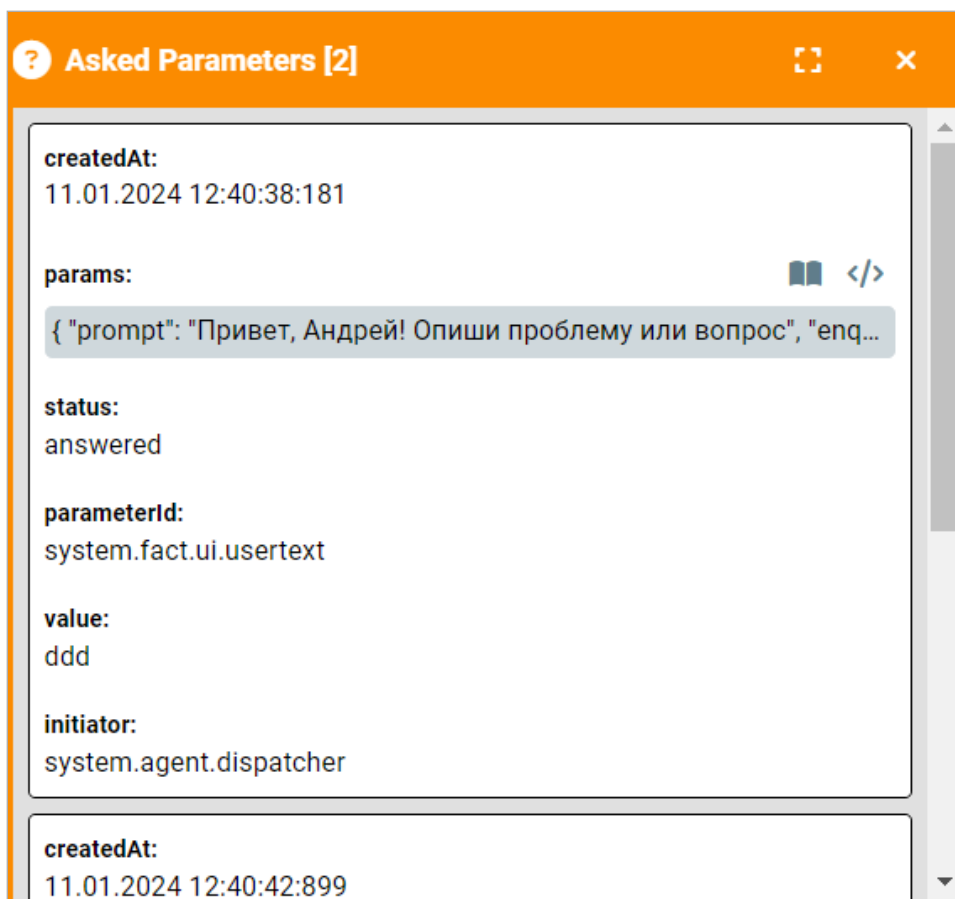 Asked Parameters [2]
createdAt:
11.01.2024 12:40:38:181
params:
{ "prompt": "Привет, Андрей! Опиши проблему или вопрос", "enq...
status:
answered
parameterId:
system.fact.ui.usertext
value:
ddd
initiator:
system.agent.dispatcher
createdAt:
11.01.2024 12:40:42:899